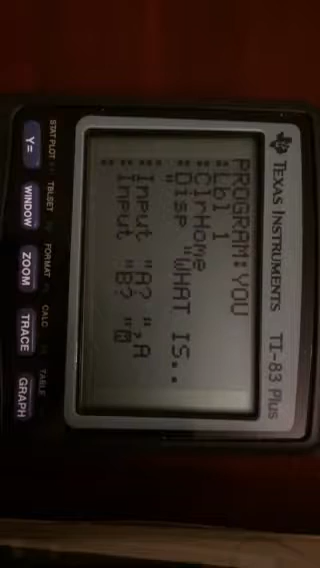 TEXAS INSTRUMENTS TI-83 Plus
PROGRAM:YOU
:Lbl 1
:ClrHome
:Disp "WHAT IS..
"
:Input "A? ",A
:Input "B? "
STAT PLOT TBLSET FORMAT CALC TABLE
Y= WINDOW ZOOM TRACE GRAPH